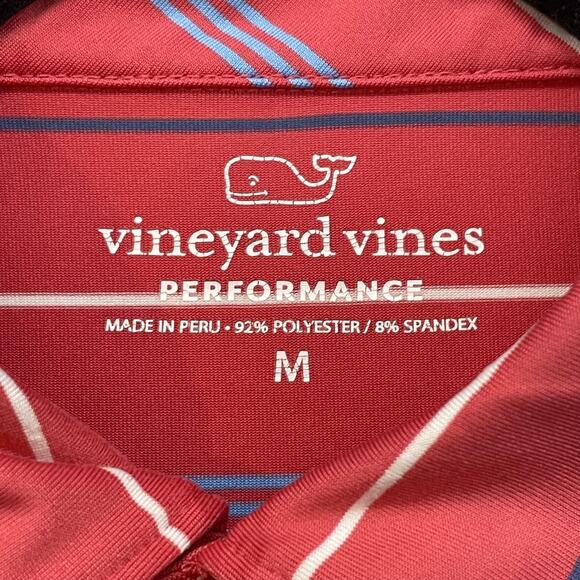 vineyard vines
PERFORMANCE
MADE IN PERU • 92% POLYESTER / 8% SPANDEX
M